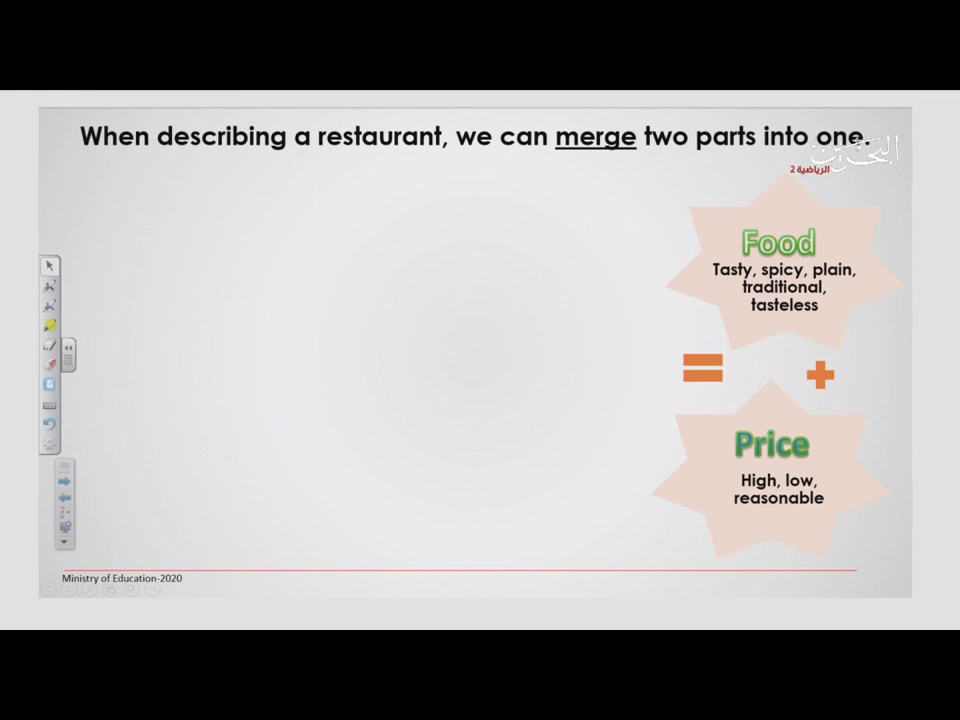 When describing a restaurant, we can merge two parts into one.
البحرين
الرياضية 2
Food
Tasty, spicy, plain,
traditional,
tasteless
=
+
Price
High, low,
reasonable
Ministry of Education-2020